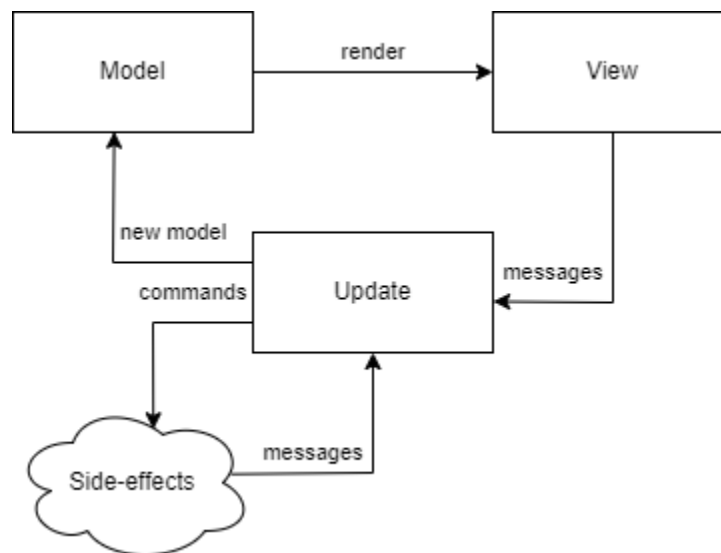 render
Model
View
new model
messages
commands
Update
messages
Side-effects